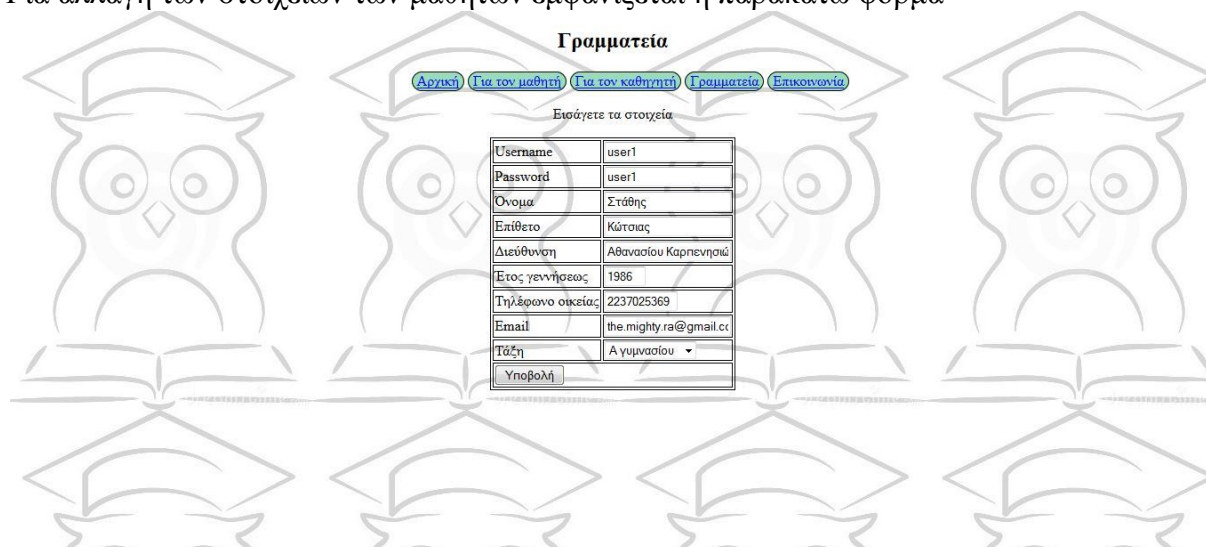 Για αλλαγή των στοιχείων των μαθητών εμφανίζεται η παρακάτω φόρμα
Γραμματεία
Αρχική Για τον μαθητή Για τον καθηγητή Γραμματεία Επικοινωνία
Εισάγετε τα στοιχεία
Username user1
Password user1
Όνομα Στάθης
Επίθετο Κώτσιας
Διεύθυνση Αθανασίου Καρπενησιώ
Έτος γεννήσεως 1986
Τηλέφωνο οικείας 2237025369
Email the.mighty.ra@gmail.cc
Τάξη Α γυμνασίου
Υποβολή